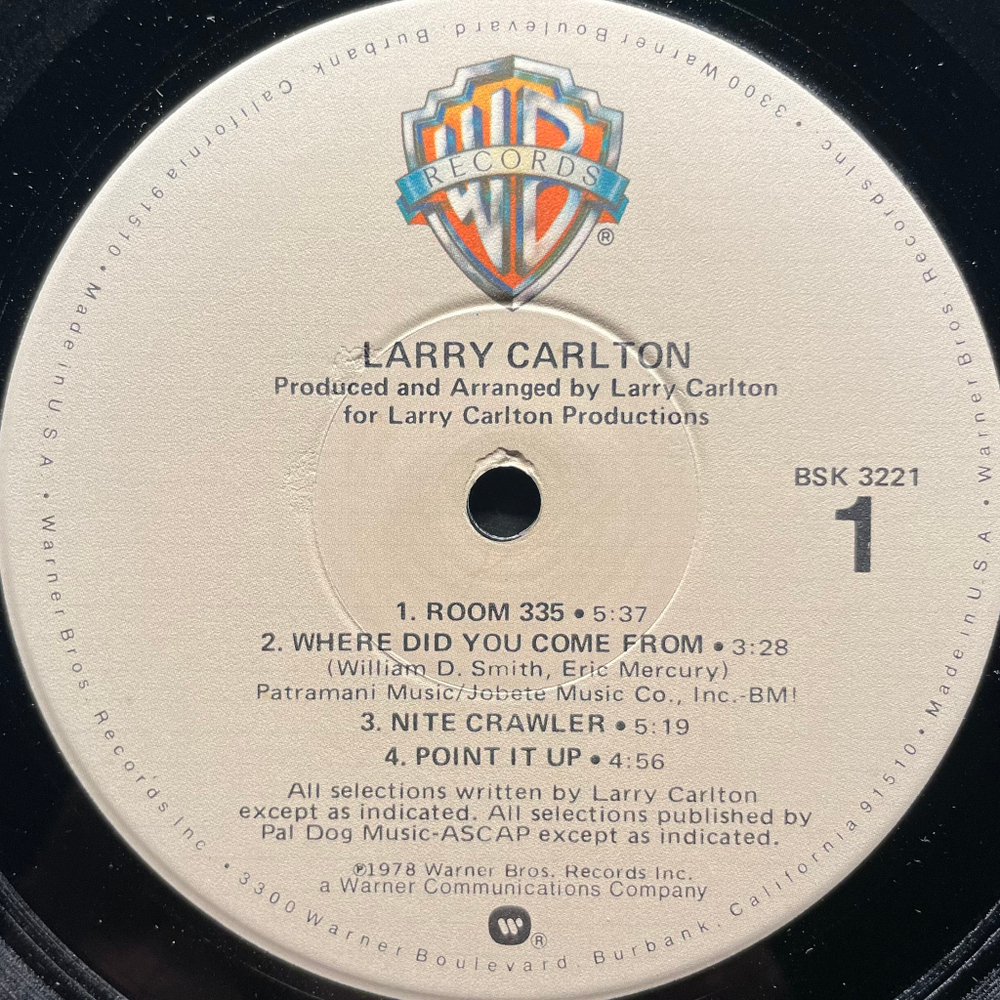 WB
RECORDS
®
LARRY CARLTON
Produced and Arranged by Larry Carlton
for Larry Carlton Productions
BSK 3221
1
1. ROOM 335 • 5:37
2. WHERE DID YOU COME FROM • 3:28
(William D. Smith, Eric Mercury)
Patramani Music/Jobete Music Co., Inc.-BMI
3. NITE CRAWLER • 5:19
4. POINT IT UP • 4:56
All selections written by Larry Carlton
except as indicated. All selections published by
Pal Dog Music-ASCAP except as indicated.
℗1978 Warner Bros. Records Inc.
a Warner Communications Company
W ®
Warner Bros. Records Inc. • 3300 Warner Boulevard, Burbank, California 91510 • Made in U.S.A. • Warner Bros. Records Inc. • 3300 Warner Boulevard, Burbank, California 91510 • Made in U.S.A. •